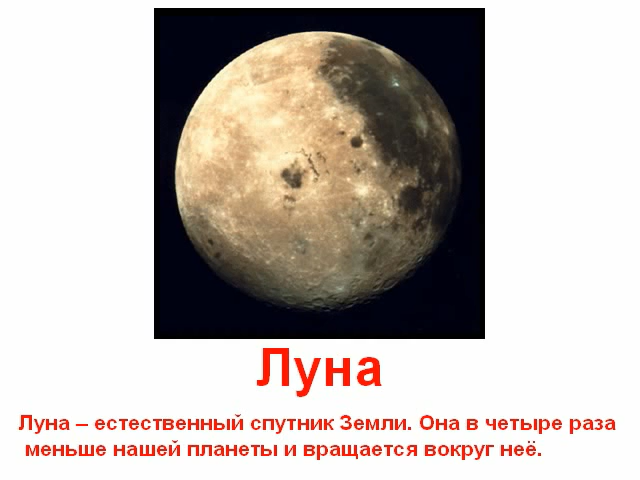 Луна
Луна – естественный спутник Земли. Она в четыре раза
меньше нашей планеты и вращается вокруг неё.